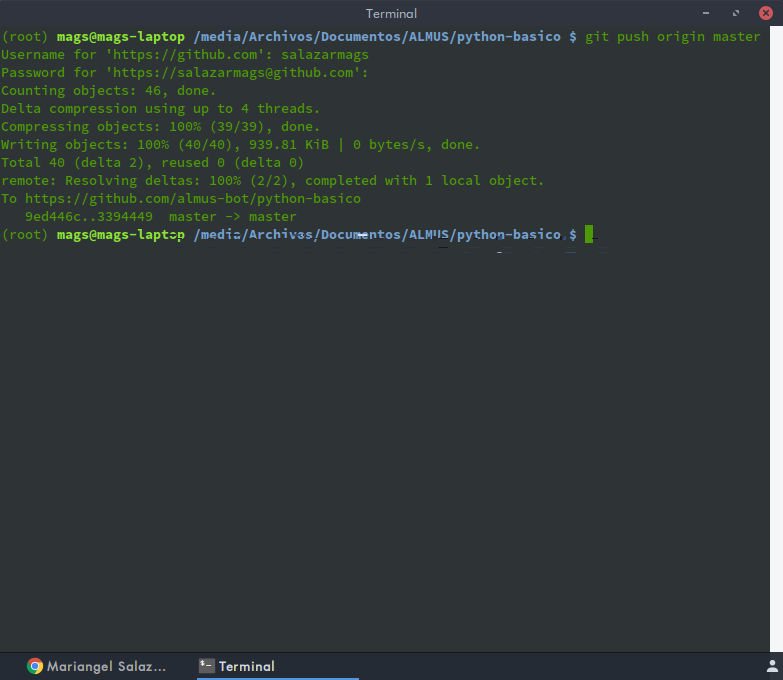 Terminal
(root) mags@mags-laptop /media/Archivos/Documentos/ALMUS/python-basico $ git push origin master
Username for 'https://github.com': salazarmags
Password for 'https://salazarmags@github.com':
Counting objects: 46, done.
Delta compression using up to 4 threads.
Compressing objects: 100% (39/39), done.
Writing objects: 100% (40/40), 939.81 KiB | 0 bytes/s, done.
Total 40 (delta 2), reused 0 (delta 0)
remote: Resolving deltas: 100% (2/2), completed with 1 local object.
To https://github.com/almus-bot/python-basico
9ed446c..3394449  master -> master
(root) mags@mags-laptop /media/Archivos/Documentos/ALMUS/python-basico $
Mariangel Salaz... Terminal